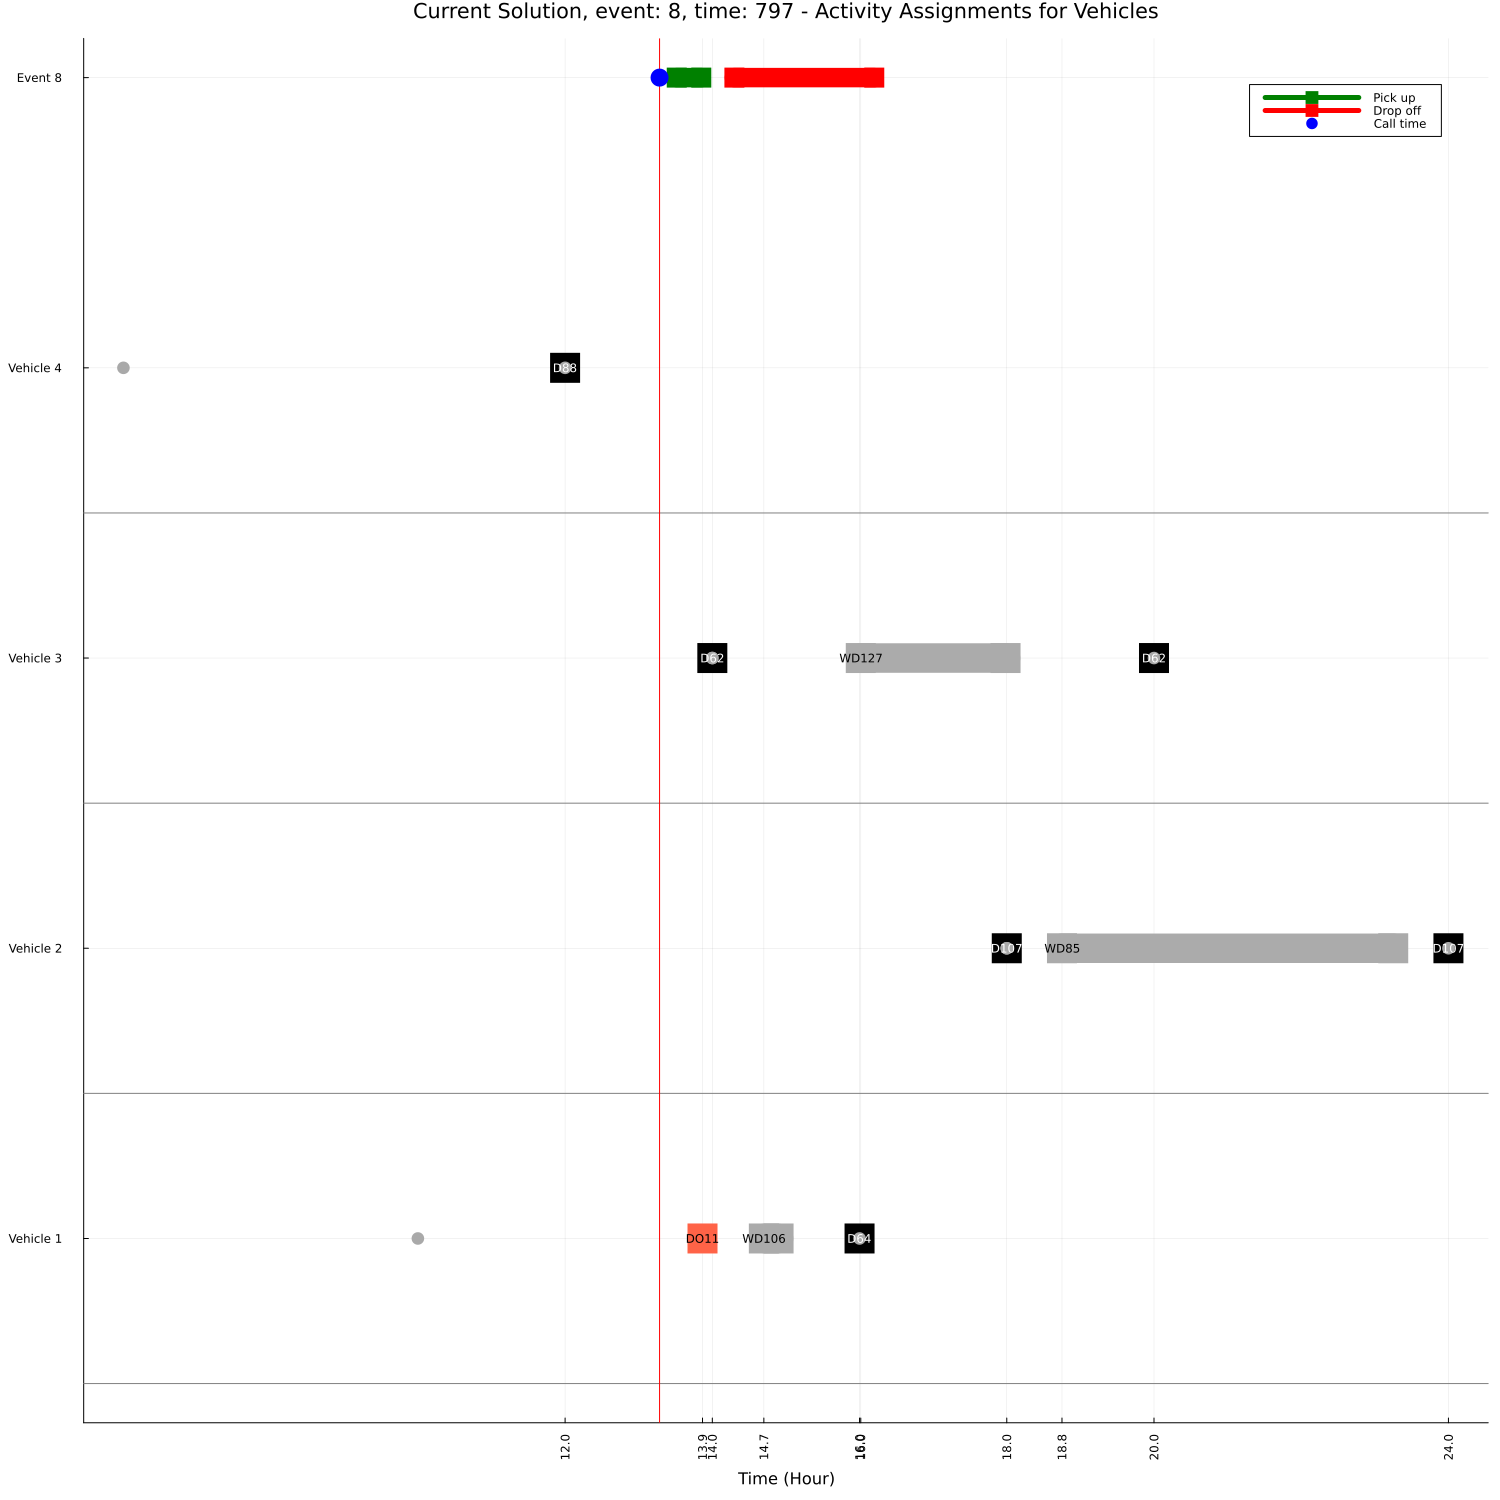 Current Solution, event: 8, time: 797 - Activity Assignments for Vehicles
Event 8
Pick up
Drop off
Call time
Vehicle 4
D88
Vehicle 3
D62
WD127
D62
Vehicle 2
D107
WD85
D107
Vehicle 1
DO11
WD106
D64
12.0
13.9
14.0
14.7
16.0
18.0
18.8
20.0
24.0
Time (Hour)